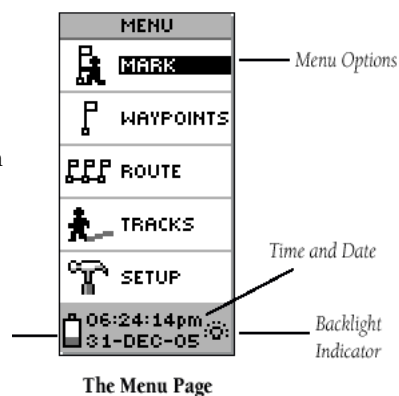 MENU
MARK
Menu Options
WAYPOINTS
ROUTE
TRACKS
Time and Date
SETUP
06:24:14pm
31-DEC-05
Backlight
Indicator
The Menu Page